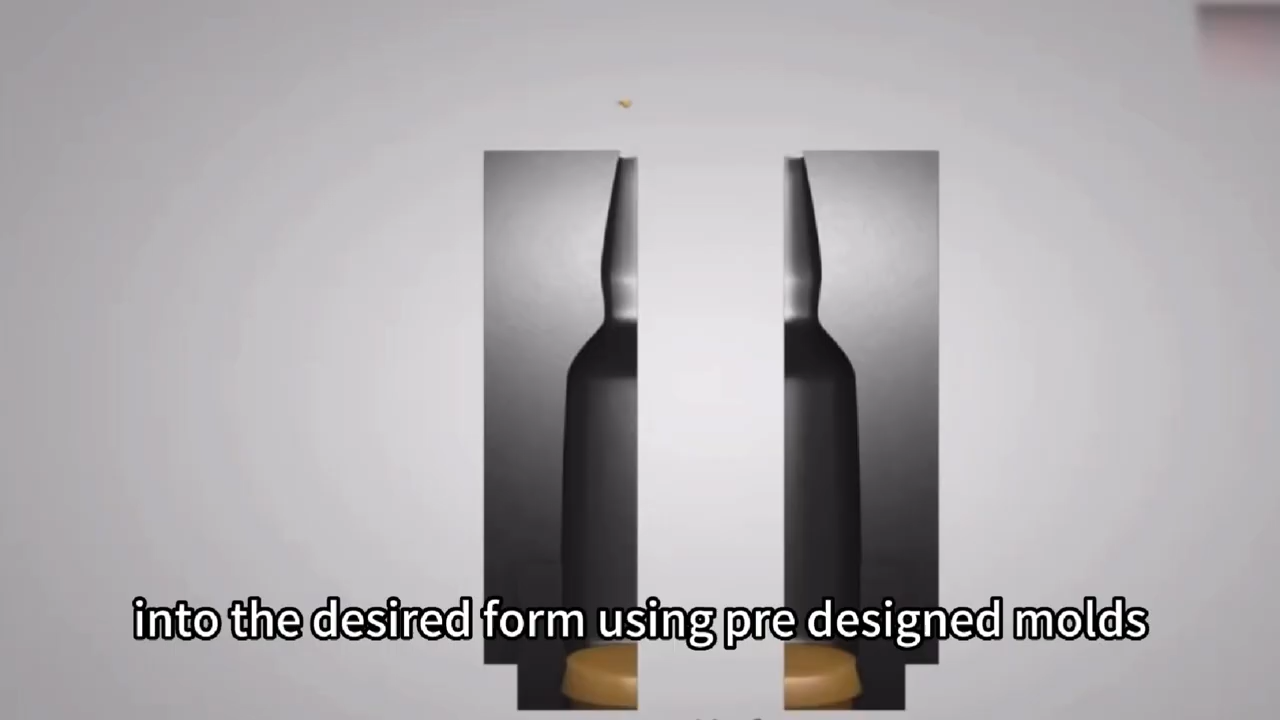 into the desired form using pre designed molds